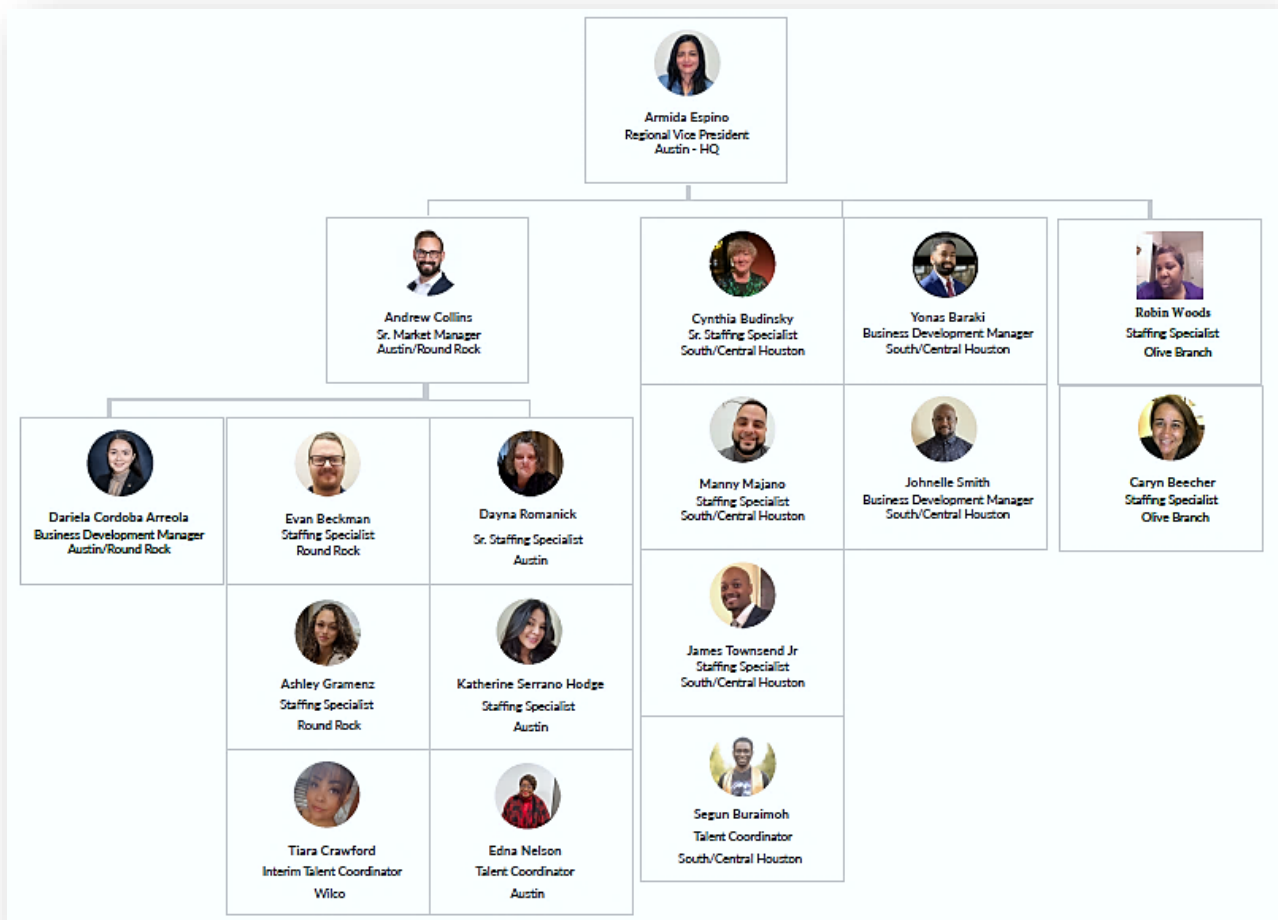 Armida Espino
Regional Vice President
Austin - HQ
Andrew Collins
Sr. Market Manager
Austin/Round Rock
Cynthia Budinsky
Sr. Staffing Specialist
South/Central Houston
Yonas Baraki
Business Development Manager
South/Central Houston
Robin Woods
Staffing Specialist
Olive Branch
Manny Majano
Staffing Specialist
South/Central Houston
Johnelle Smith
Business Development Manager
South/Central Houston
Caryn Beecher
Staffing Specialist
Olive Branch
Dariela Cordoba Arreola
Business Development Manager
Austin/Round Rock
Evan Beckman
Staffing Specialist
Round Rock
Dayna Romanick
Sr. Staffing Specialist
Austin
James Townsend Jr
Staffing Specialist
South/Central Houston
Ashley Gramenz
Staffing Specialist
Round Rock
Katherine Serrano Hodge
Staffing Specialist
Austin
Segun Buraimoh
Talent Coordinator
South/Central Houston
Tiara Crawford
Interim Talent Coordinator
Wilco
Edna Nelson
Talent Coordinator
Austin